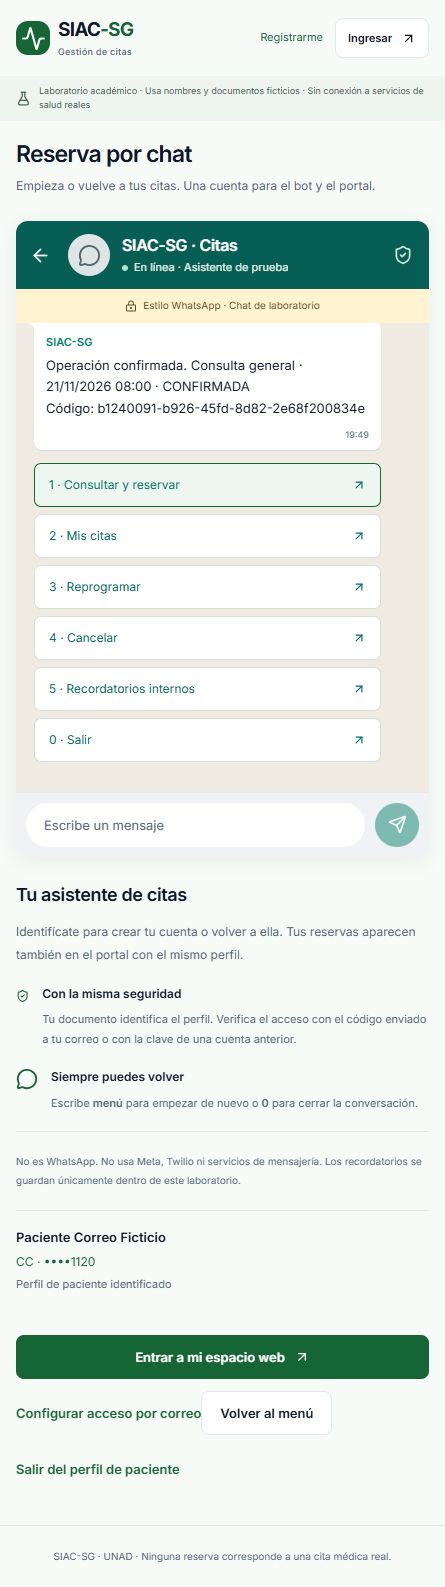 SIAC-SG
Gestión de citas
Registrarme
Ingresar
Laboratorio académico · Usa nombres y documentos ficticios · Sin conexión a servicios de
salud reales
Reserva por chat
Empieza o vuelve a tus citas. Una cuenta para el bot y el portal.
SIAC-SG · Citas
En línea · Asistente de prueba
Estilo WhatsApp · Chat de laboratorio
SIAC-SG
Operación confirmada. Consulta general ·
21/11/2026 08:00 · CONFIRMADA
Código: b1240091-b926-45fd-8d82-2e68f200834e
19:49
1 · Consultar y reservar
2 · Mis citas
3 · Reprogramar
4 · Cancelar
5 · Recordatorios internos
0 · Salir
Escribe un mensaje
Tu asistente de citas
Identifícate para crear tu cuenta o volver a ella. Tus reservas aparecen
también en el portal con el mismo perfil.
Con la misma seguridad
Tu documento identifica el perfil. Verifica el acceso con el código enviado
a tu correo o con la clave de una cuenta anterior.
Siempre puedes volver
Escribe menú para empezar de nuevo o 0 para cerrar la conversación.
No es WhatsApp. No usa Meta, Twilio ni servicios de mensajería. Los recordatorios se
guardan únicamente dentro de este laboratorio.
Paciente Correo Ficticio
CC · ••••1120
Perfil de paciente identificado
Entrar a mi espacio web
Configurar acceso por correo
Volver al menú
Salir del perfil de paciente
SIAC-SG · UNAD · Ninguna reserva corresponde a una cita médica real.